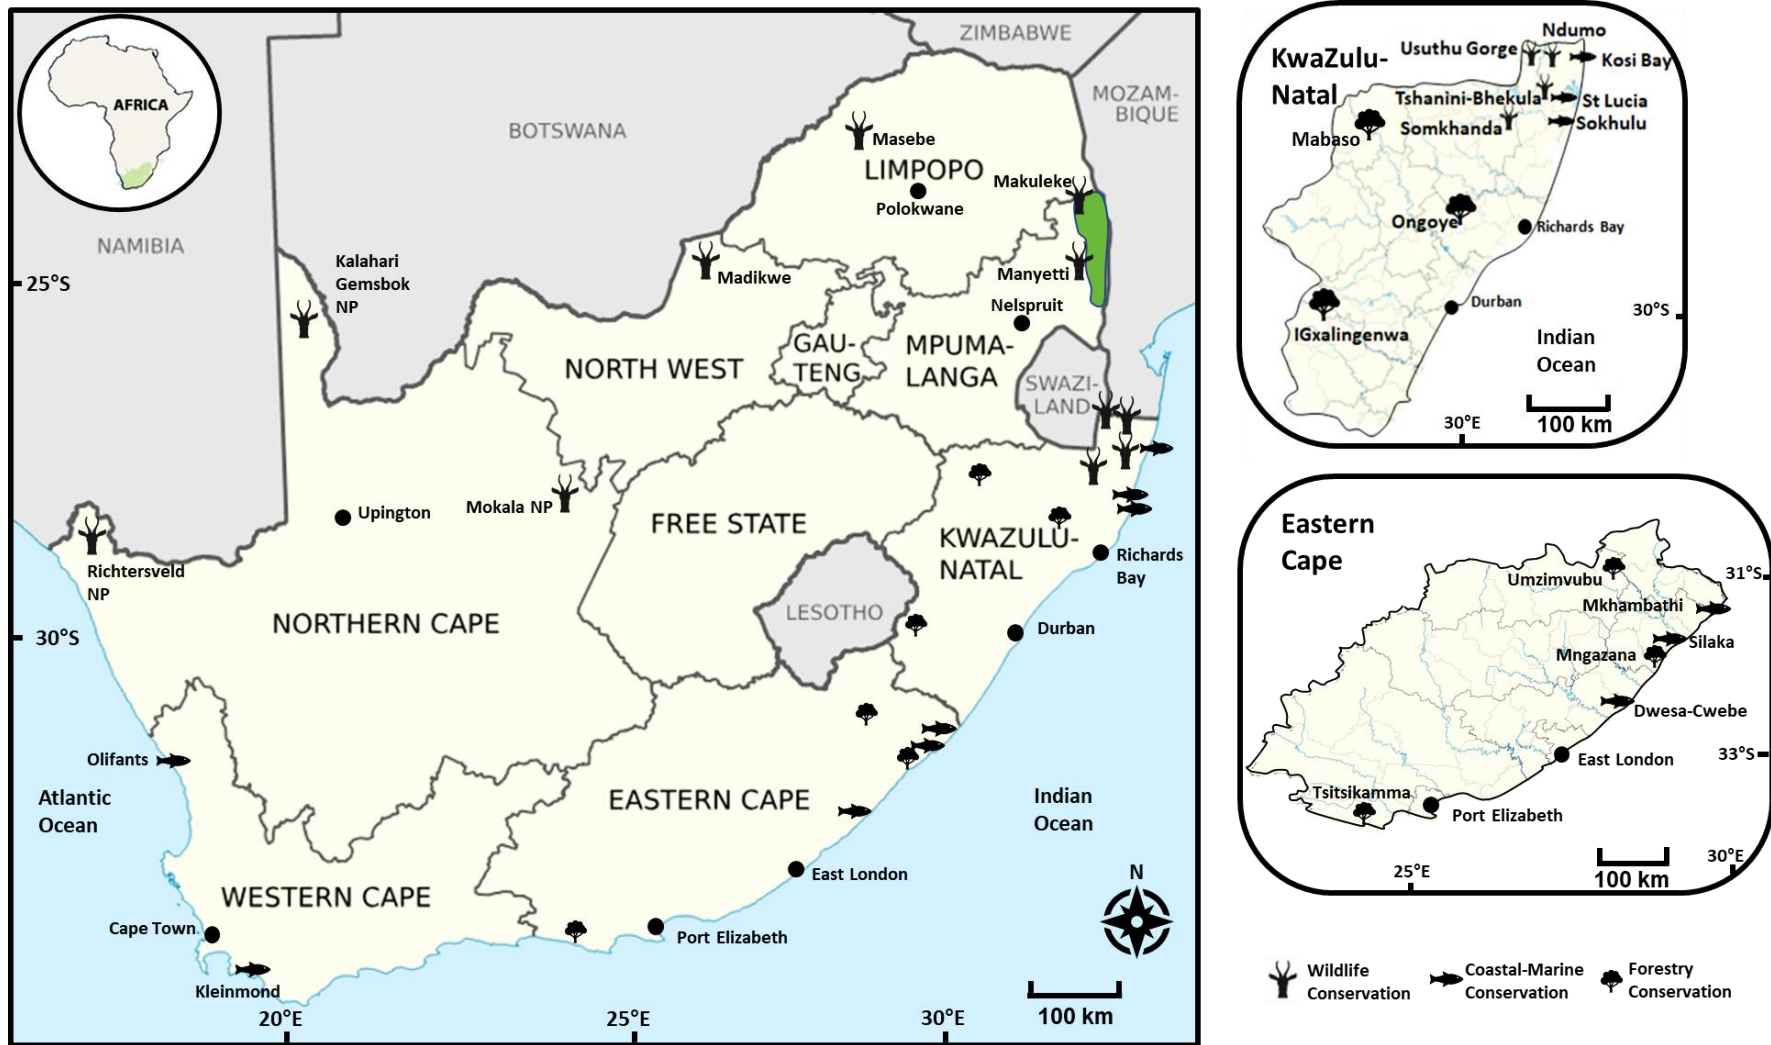 AFRICA
ZIMBABWE
BOTSWANA
MOZAM-
BIQUE
NAMIBIA
Masebe
LIMPOPO
Makuleke
Polokwane
Kalahari
Gemsbok
NP
25°S
Madikwe
Manyetti
Nelspruit
NORTH WEST
GAU-
TENG
MPUMA-
LANGA
SWAZI-
LAND
Upington
Mokala NP
FREE STATE
KWAZULU-
NATAL
Richards
Bay
Richtersveld
NP
NORTHERN CAPE
LESOTHO
Durban
30°S
Olifants
Atlantic
Ocean
EASTERN CAPE
Indian
Ocean
WESTERN CAPE
East London
N
Cape Town
Port Elizabeth
Kleinmond
100 km
20°E
25°E
30°E
KwaZulu-
Natal
Ndumo
Usuthu Gorge
Kosi Bay
Tshanini-Bhekula
St Lucia
Somkhanda
Sokhulu
Mabaso
Ongoye
Richards Bay
Durban
30°S
IGxalingenwa
Indian
Ocean
100 km
30°E
Eastern
Cape
Umzimvubu
31°S
Mkhambathi
Silaka
Mngazana
Dwesa-Cwebe
East London
33°S
Tsitsikamma
Port Elizabeth
100 km
25°E
30°E
Wildlife
Conservation
Coastal-Marine
Conservation
Forestry
Conservation